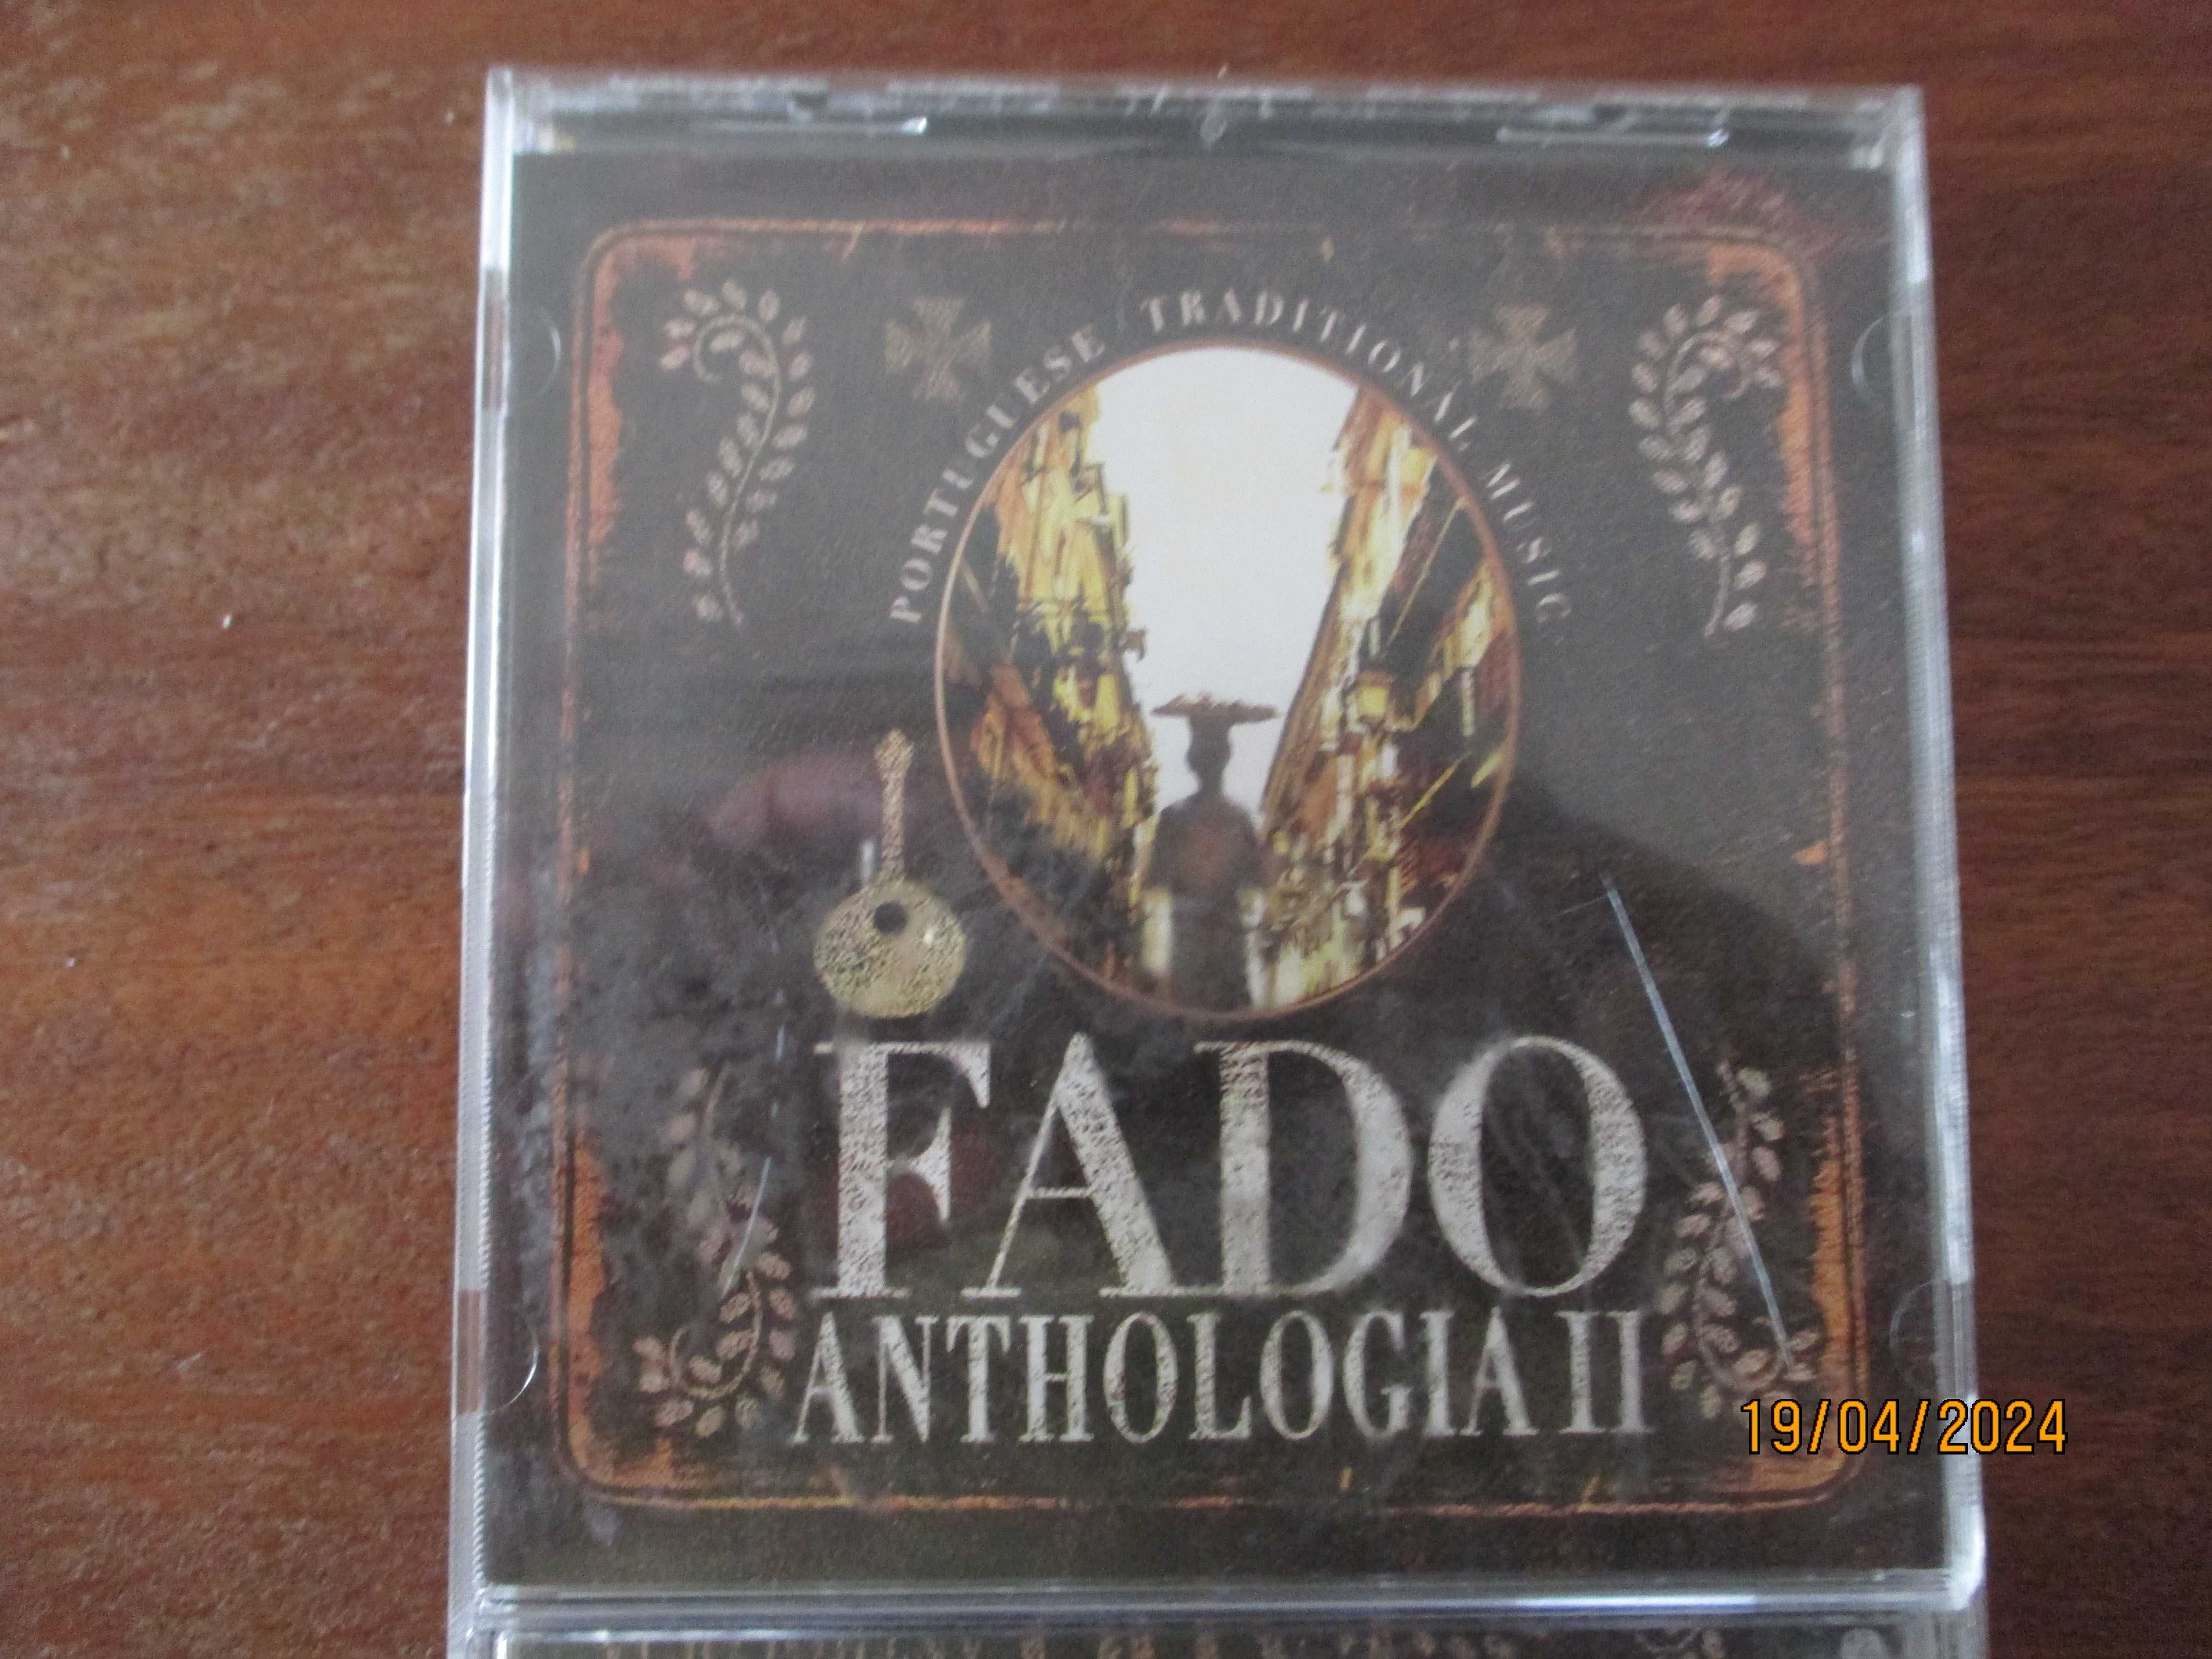 PORTUGUESE TRADITIONAL MUSIC
FADO
ANTHOLOGIA II
19/04/2024